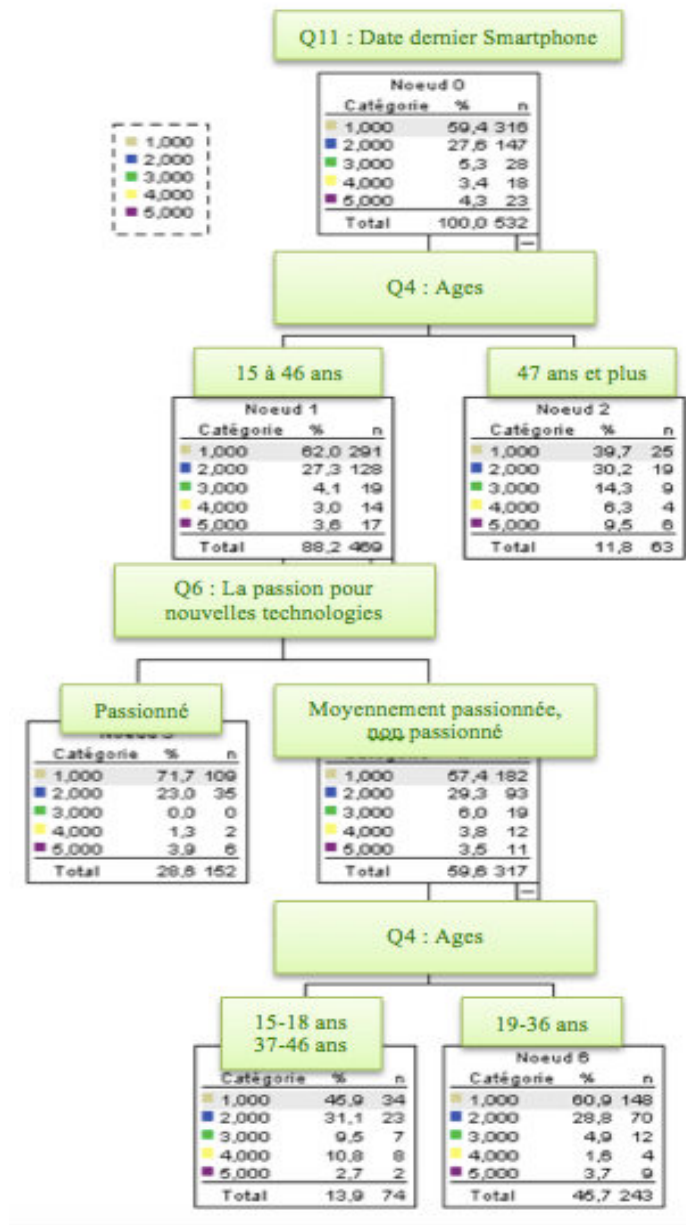 Q11 : Date dernier Smartphone
1,000
2,000
3,000
4,000
5,000
Noeud 0
Catégorie % n
1,000 59,4 316
2,000 27,6 147
3,000 5,3 28
4,000 3,4 18
5,000 4,3 23
Total 100,0 532
Q4 : Ages
15 à 46 ans
Noeud 1
Catégorie % n
1,000 62,0 291
2,000 27,3 128
3,000 4,1 19
4,000 3,0 14
5,000 3,6 17
Total 88,2 469
47 ans et plus
Noeud 2
Catégorie % n
1,000 39,7 25
2,000 30,2 19
3,000 14,3 9
4,000 6,3 4
5,000 9,5 6
Total 11,8 63
Q6 : La passion pour
nouvelles technologies
Passionné
Catégorie % n
1,000 71,7 109
2,000 23,0 35
3,000 0,0 0
4,000 1,3 2
5,000 3,9 6
Total 28,6 152
Moyennement passionnée,
non passionné
1,000 57,4 182
2,000 29,3 93
3,000 6,0 19
4,000 3,8 12
5,000 3,5 11
Total 59,6 317
Q4 : Ages
15-18 ans
37-46 ans
Catégorie % n
1,000 45,9 34
2,000 31,1 23
3,000 9,5 7
4,000 10,8 8
5,000 2,7 2
Total 13,9 74
19-36 ans
Noeud 6
Catégorie % n
1,000 60,9 148
2,000 28,8 70
3,000 4,9 12
4,000 1,6 4
5,000 3,7 9
Total 45,7 243